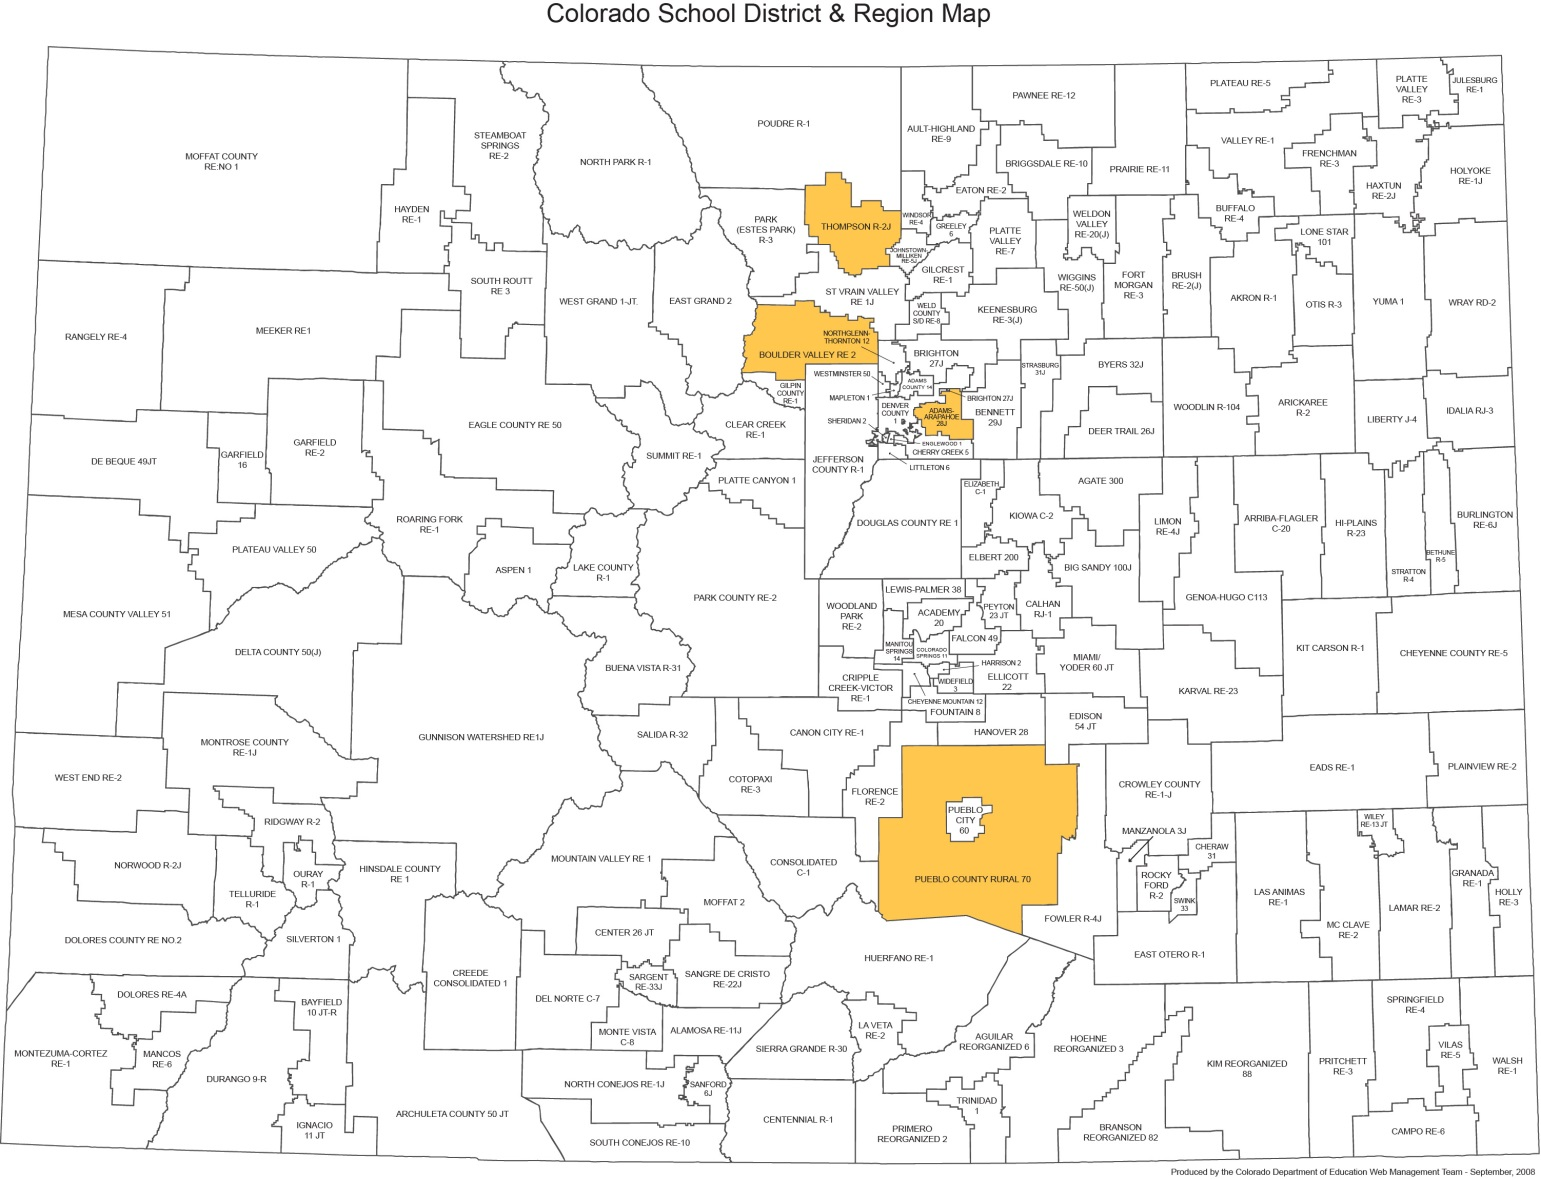 Colorado School District & Region Map
MOFFAT COUNTY
RE:NO 1
HAYDEN
RE-1
STEAMBOAT
SPRINGS
RE-2
NORTH PARK R-1
POUDRE R-1
AULT-HIGHLAND
RE-9
PAWNEE RE-12
BRIGGSDALE RE-10
PRAIRIE RE-11
PLATEAU RE-5
VALLEY RE-1
FRENCHMAN
RE-3
PLATTE
VALLEY
RE-3
JULESBURG
RE-1
HAXTUN
RE-2J
HOLYOKE
RE-1J
BUFFALO
RE-4
LONE STAR
101
EATON RE-2
WINDSOR
RE-4
GREELEY
6
PLATTE
VALLEY
RE-7
WELDON
VALLEY
RE-20(J)
PARK
(ESTES PARK)
R-3
THOMPSON R-2J
JOHNSTOWN-
MILLIKEN
RE-5J
GILCREST
RE-1
WIGGINS
RE-50(J)
FORT
MORGAN
RE-3
BRUSH
RE-2(J)
AKRON R-1
OTIS R-3
YUMA 1
WRAY RD-2
SOUTH ROUTT
RE 3
WEST GRAND 1-JT.
EAST GRAND 2
ST VRAIN VALLEY
RE 1J
WELD
COUNTY
S/D RE-8
KEENESBURG
RE-3(J)
RANGELY RE-4
MEEKER RE1
BOULDER VALLEY RE 2
NORTHGLENN-
THORNTON 12
BRIGHTON
27J
WESTMINSTER 50
ADAMS
COUNTY 14
MAPLETON 1
BRIGHTON 27J
STRASBURG
31J
BYERS 32J
GILPIN
COUNTY
RE-1
DENVER
COUNTY
1
ADAMS-
ARAPAHOE
28J
BENNETT
29J
DEER TRAIL 26J
WOODLIN R-104
ARICKAREE
R-2
LIBERTY J-4
IDALIA RJ-3
SHERIDAN 2
ENGLEWOOD 1
CHERRY CREEK 5
LITTLETON 6
CLEAR CREEK
RE-1
JEFFERSON
COUNTY R-1
DE BEQUE 49JT
GARFIELD
16
GARFIELD
RE-2
EAGLE COUNTY RE 50
SUMMIT RE-1
PLATTE CANYON 1
DOUGLAS COUNTY RE 1
ELIZABETH
C-1
KIOWA C-2
AGATE 300
ELBERT 200
BIG SANDY 100J
LIMON
RE-4J
ARRIBA-FLAGLER
C-20
HI-PLAINS
R-23
STRATTON
R-4
BETHUNE
R-5
BURLINGTON
RE-6J
PLATEAU VALLEY 50
ROARING FORK
RE-1
ASPEN 1
LAKE COUNTY
R-1
PARK COUNTY RE-2
MESA COUNTY VALLEY 51
DELTA COUNTY 50(J)
BUENA VISTA R-31
WOODLAND
PARK
RE-2
LEWIS-PALMER 38
ACADEMY
20
PEYTON
23 JT
CALHAN
RJ-1
GENOA-HUGO C113
MANITOU
SPRINGS
14
COLORADO
SPRINGS 11
FALCON 49
HARRISON 2
WIDEFIELD
3
ELLICOTT
22
MIAMI/
YODER 60 JT
KIT CARSON R-1
CHEYENNE COUNTY RE-5
CRIPPLE
CREEK-VICTOR
RE-1
CHEYENNE MOUNTAIN 12
FOUNTAIN 8
KARVAL RE-23
EDISON
54 JT
HANOVER 28
WEST END RE-2
MONTROSE COUNTY
RE-1J
GUNNISON WATERSHED RE1J
SALIDA R-32
CANON CITY RE-1
COTOPAXI
RE-3
FLORENCE
RE-2
PUEBLO
CITY
60
PUEBLO COUNTY RURAL 70
CROWLEY COUNTY
RE-1-J
EADS RE-1
PLAINVIEW RE-2
RIDGWAY R-2
NORWOOD R-2J
TELLURIDE
R-1
OURAY
R-1
HINSDALE COUNTY
RE 1
MOUNTAIN VALLEY RE 1
CONSOLIDATED
C-1
MOFFAT 2
MANZANOLA 3J
CHERAW
31
ROCKY
FORD
R-2
SWINK
33
FOWLER R-4J
EAST OTERO R-1
LAS ANIMAS
RE-1
WILEY
RE-13 JT
MC CLAVE
RE-2
LAMAR RE-2
GRANADA
RE-1
HOLLY
RE-3
DOLORES COUNTY RE NO.2
SILVERTON 1
CREEDE
CONSOLIDATED 1
CENTER 26 JT
SARGENT
RE-33J
SANGRE DE CRISTO
RE-22J
DEL NORTE C-7
MONTE VISTA
C-8
ALAMOSA RE-11J
HUERFANO RE-1
LA VETA
RE-2
SIERRA GRANDE R-30
AGUILAR
REORGANIZED 6
HOEHNE
REORGANIZED 3
DOLORES RE-4A
MONTEZUMA-CORTEZ
RE-1
MANCOS
RE-6
DURANGO 9-R
BAYFIELD
10 JT-R
IGNACIO
11 JT
ARCHULETA COUNTY 50 JT
NORTH CONEJOS RE-1J
SANFORD
6J
SOUTH CONEJOS RE-10
CENTENNIAL R-1
PRIMERO
REORGANIZED 2
TRINIDAD
1
BRANSON
REORGANIZED 82
KIM REORGANIZED
88
PRITCHETT
RE-3
SPRINGFIELD
RE-4
VILAS
RE-5
WALSH
RE-1
CAMPO RE-6
Produced by the Colorado Department of Education Web Management Team - September, 2008